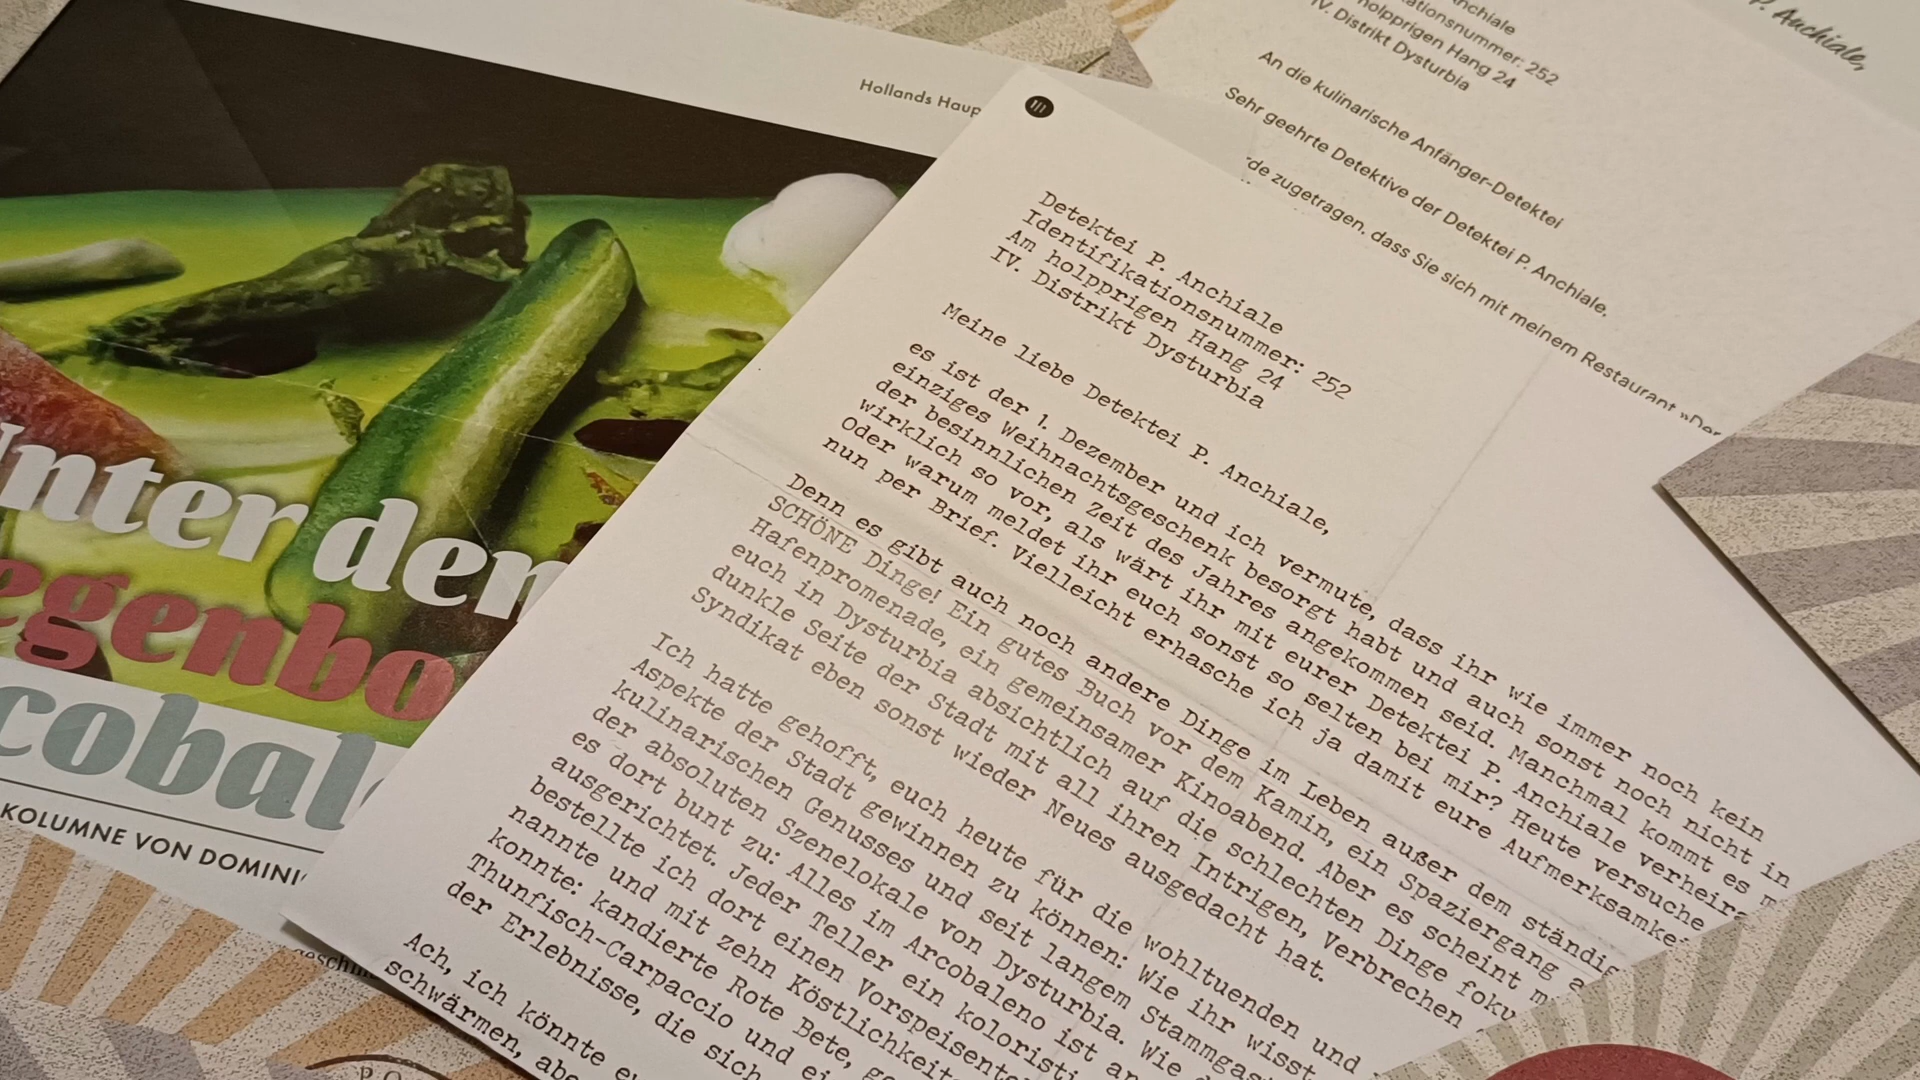 Hollands Haup
Unter dem
egenbo
cobal
KOLUMNE VON DOMINI
P. Anchiale,
Anchiale
ationsnummer: 252
holpprigen Hang 24
IV. Distrikt Dysturbia
An die kulinarische Anfänger-Detektei
Sehr geehrte Detektive der Detektei P. Anchiale,
de zugetragen, dass Sie sich mit meinem Restaurant »Der
III
Detektei P. Anchiale
Identifikationsnummer: 252
Am holpprigen Hang 24
IV. Distrikt Dysturbia
Meine liebe Detektei P. Anchiale,
es ist der 1. Dezember und ich vermute, dass ihr wie immer noch kein
einziges Weihnachtsgeschenk besorgt habt und auch sonst noch nicht in
der besinnlichen Zeit des Jahres angekommen seid. Manchmal kommt es m
wirklich so vor, als wärt ihr mit eurer Detektei P. Anchiale verheira
Oder warum meldet ihr euch sonst so selten bei mir? Heute versuche
nun per Brief. Vielleicht erhasche ich ja damit eure Aufmerksamke
Denn es gibt auch noch andere Dinge im Leben außer dem ständig
SCHÖNE Dinge! Ein gutes Buch vor dem Kamin, ein Spaziergang a
Hafenpromenade, ein gemeinsamer Kinoabend. Aber es scheint m
euch in Dysturbia absichtlich auf die schlechten Dinge foku
dunkle Seite der Stadt mit all ihren Intrigen, Verbrechen
Syndikat eben sonst wieder Neues ausgedacht hat.
Ich hatte gehofft, euch heute für die wohltuenden und
Aspekte der Stadt gewinnen zu können: Wie ihr wisst
kulinarischen Genusses und seit langem Stammgast
der absoluten Szenelokale von Dysturbia. Wie
es dort bunt zu: Alles im Arcobaleno ist
ausgerichtet. Jeder Teller ein kolorist
bestellte ich dort einen Vorspeisente
nannte und mit zehn Köstlichkeite
konnte: kandierte Rote Bete, ge
Thunfisch-Carpaccio und ei
der Erlebnisse, die sich
Ach, ich könnte eu
schwärmen, abe